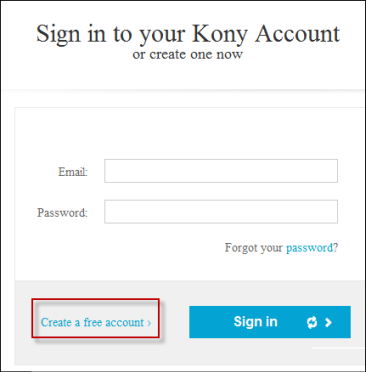 Sign in to your Kony Account
or create one now
Email:
Password:
Forgot your password?
Create a free account ›
Sign in